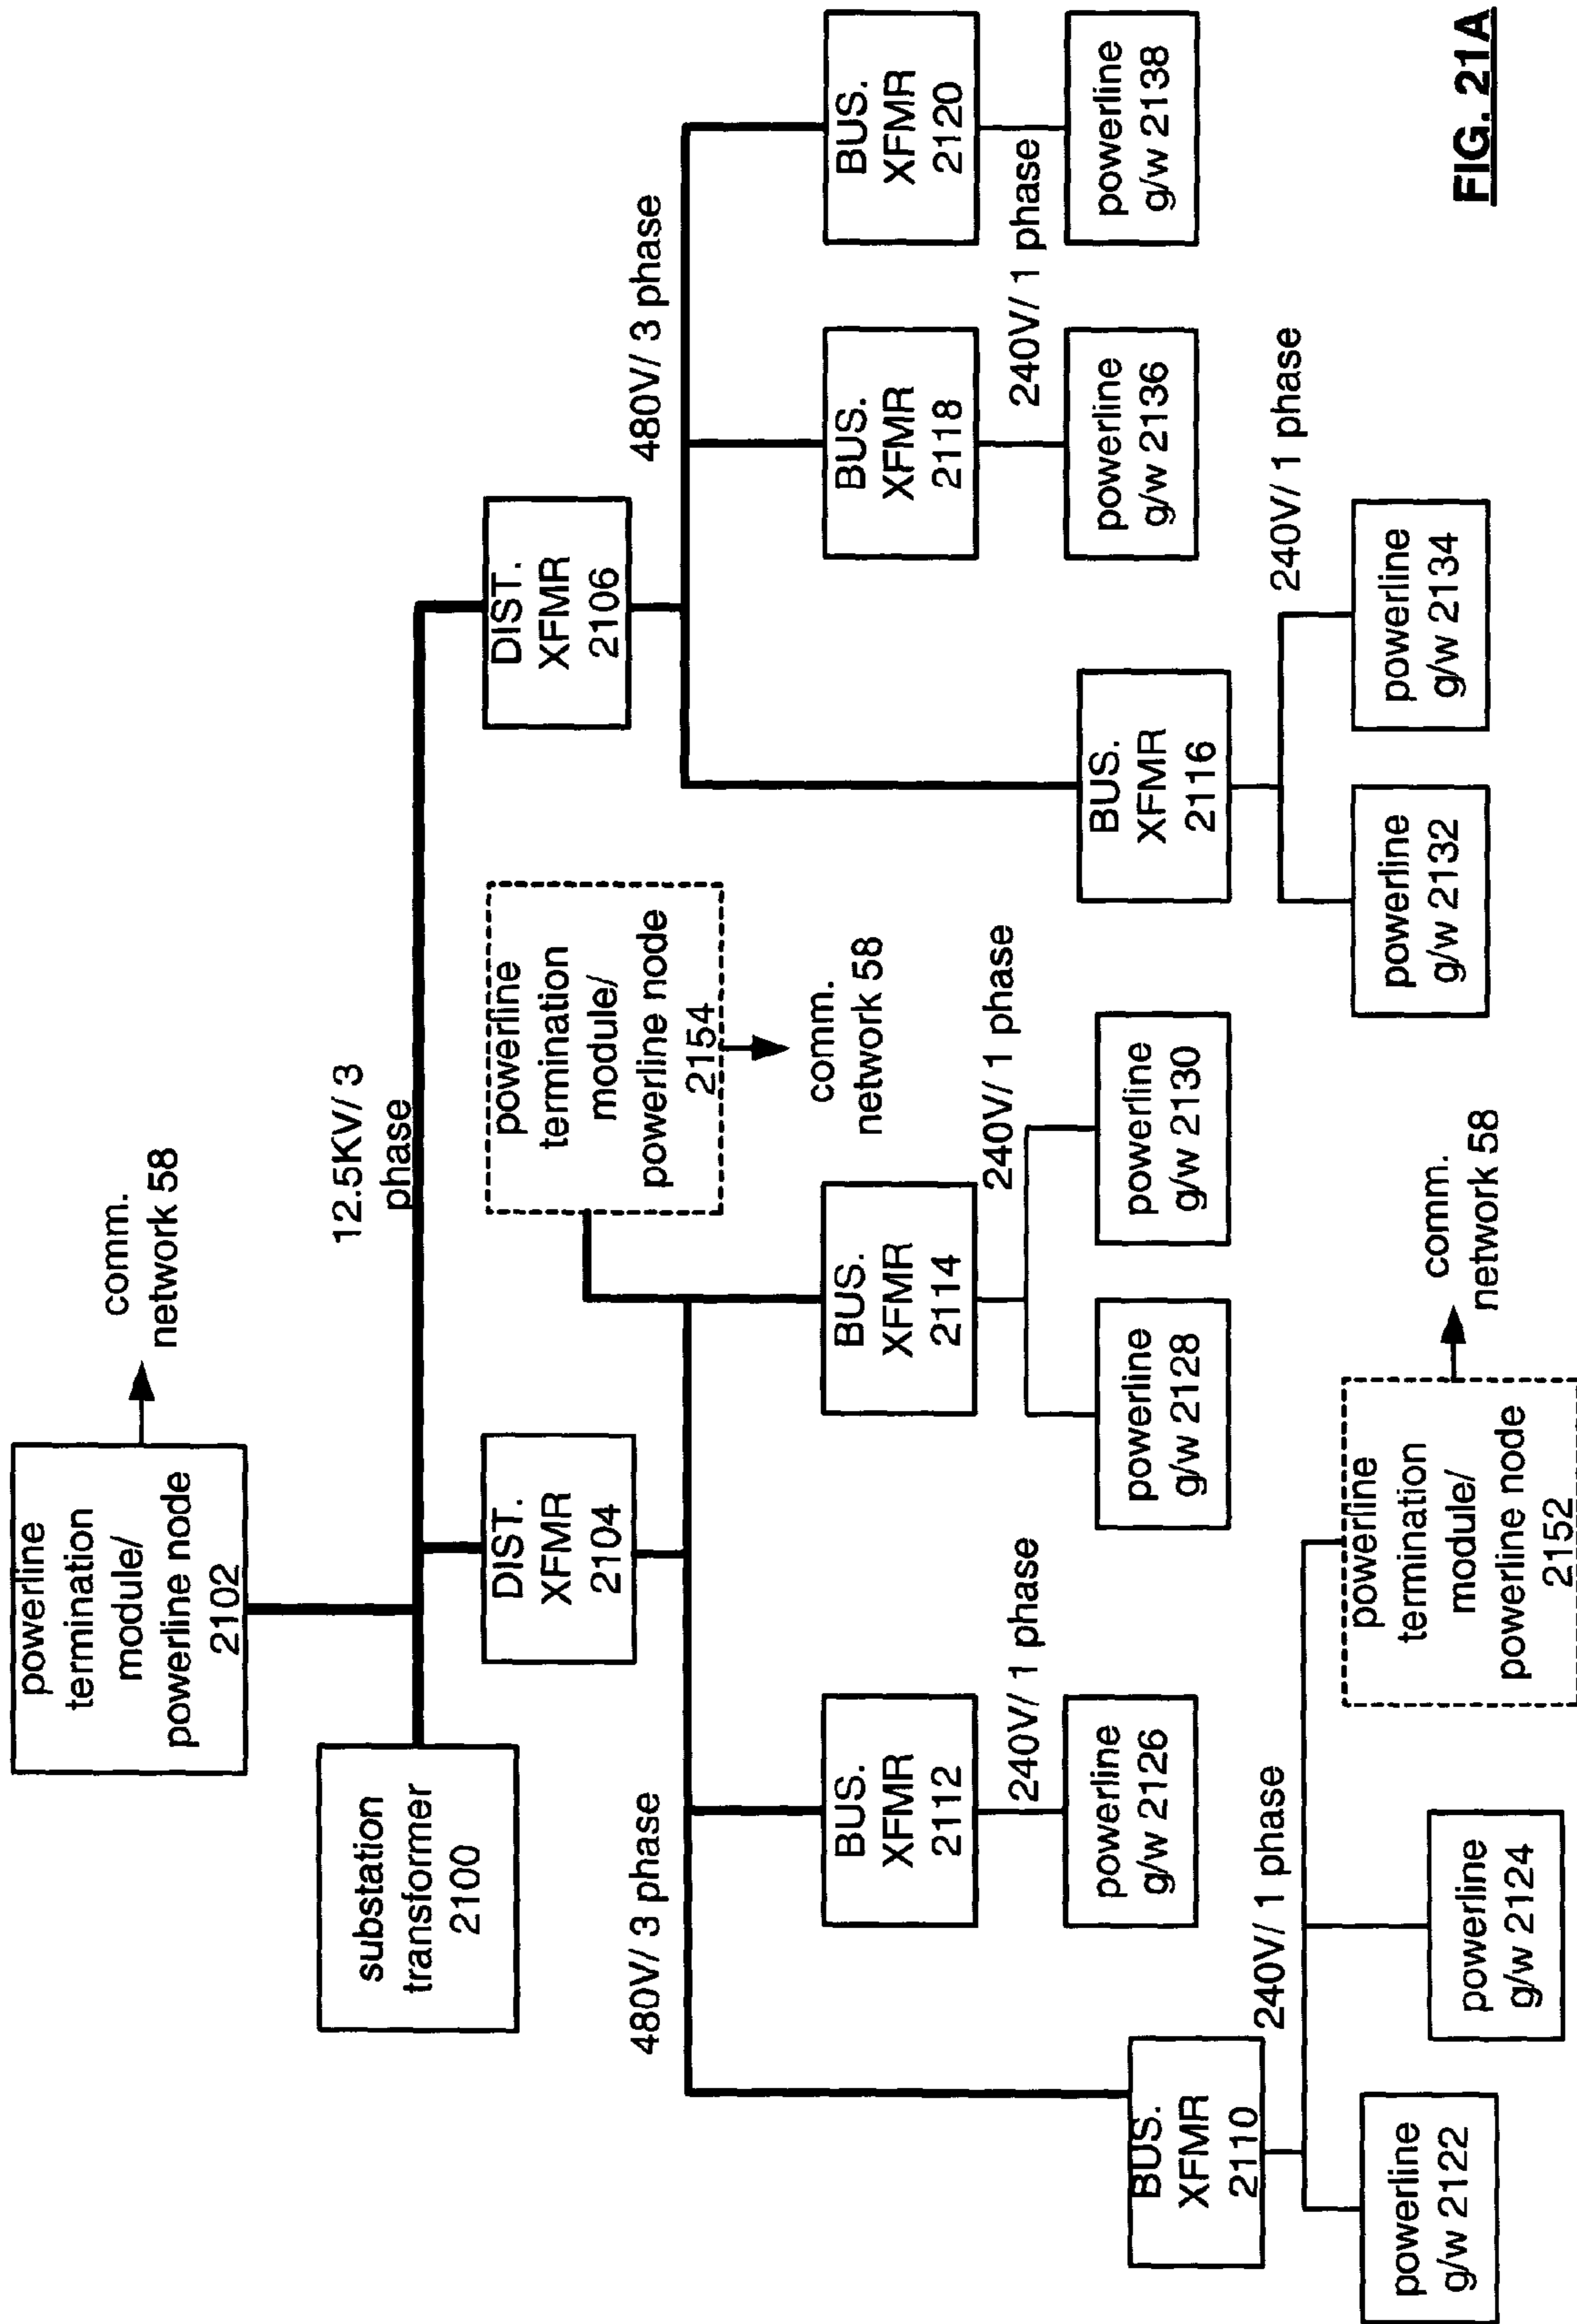 powerline
termination
module/
powerline node
2102
comm.
network 58
substation
transformer
2100
12.5KV/ 3
phase
DIST.
XFMR
2104
powerline
termination
module/
powerline node
2154
comm.
network 58
DIST.
XFMR
2106
480V/ 3 phase
480V/ 3 phase
BUS.
XFMR
2110
BUS.
XFMR
2112
BUS.
XFMR
2114
BUS.
XFMR
2116
BUS.
XFMR
2118
BUS.
XFMR
2120
240V/ 1 phase
powerline
g/w 2122
powerline
g/w 2124
powerline
termination
module/
powerline node
2152
comm.
network 58
240V/ 1 phase
powerline
g/w 2126
240V/ 1 phase
powerline
g/w 2128
powerline
g/w 2130
240V/ 1 phase
powerline
g/w 2132
powerline
g/w 2134
240V/ 1 phase
powerline
g/w 2136
powerline
g/w 2138
FIG. 21A